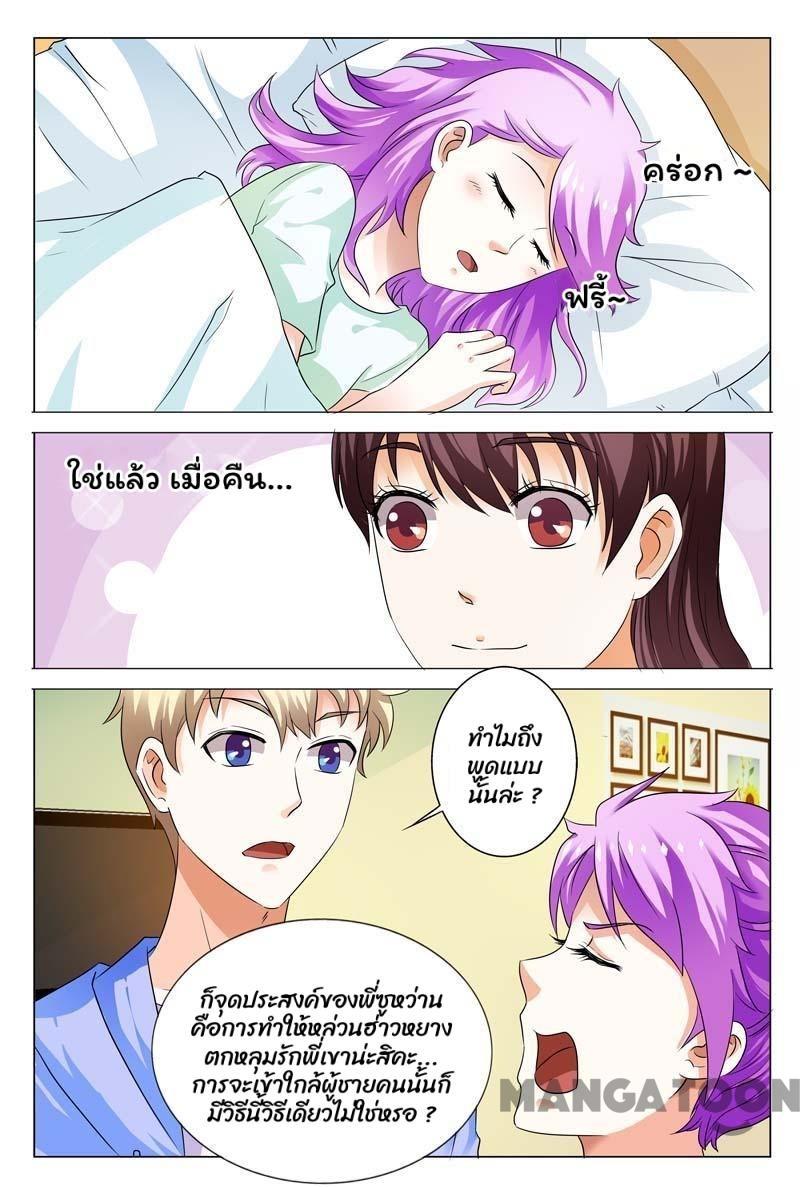 คร่อก ~
ฟรี้~
ใช่แล้ว เมื่อคืน...
ทำไมถึง
พูดแบบ
นั้นล่ะ ?
ก็จุดประสงค์ของพี่ซูหว่าน
คือการทำให้หล่วนฮ่าวหยาง
ตกหลุมรักพี่เขาน่ะสิคะ...
การจะเข้าใกล้ผู้ชายคนนั้นก็
มีวิธีนี้วิธีเดียวไม่ใช่หรอ ?
MANGATOON